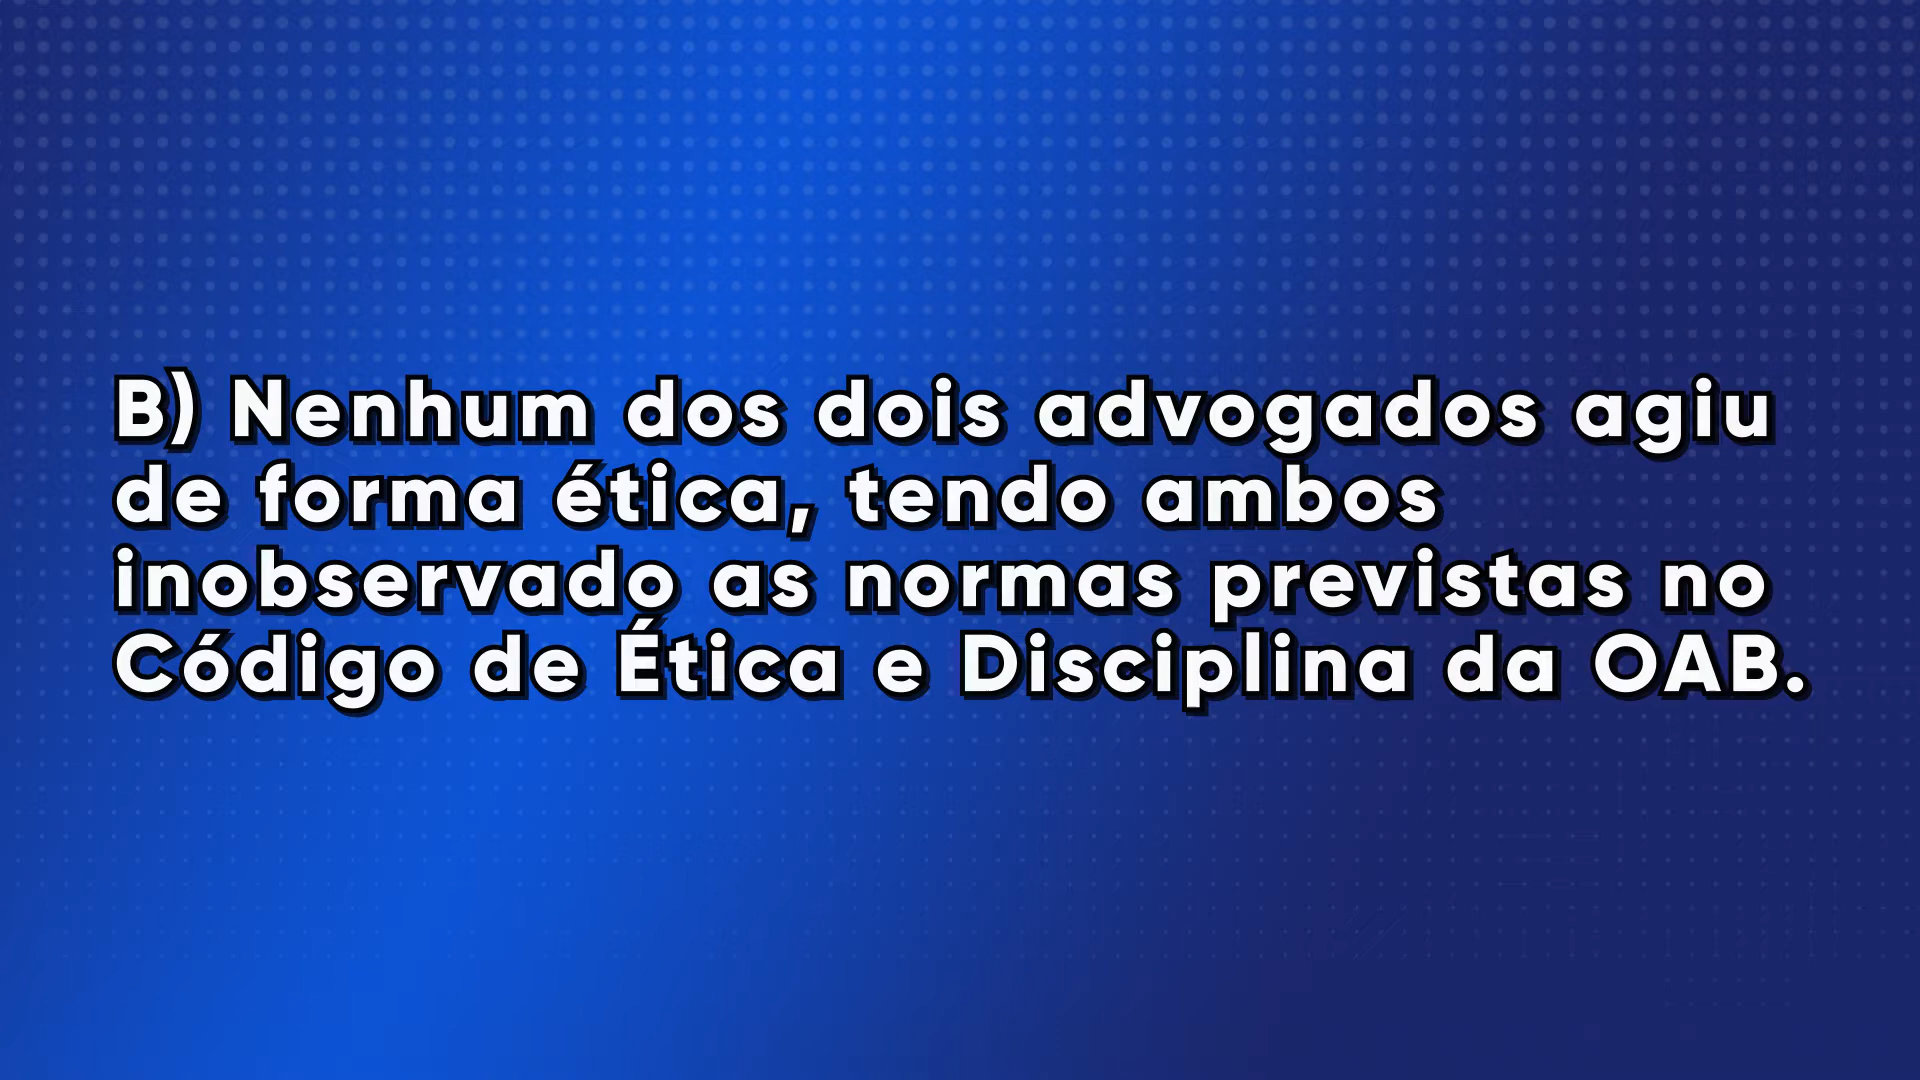 B) Nenhum dos dois advogados agiu
de forma ética, tendo ambos
inobservado as normas previstas no
Código de Ética e Disciplina da OAB.